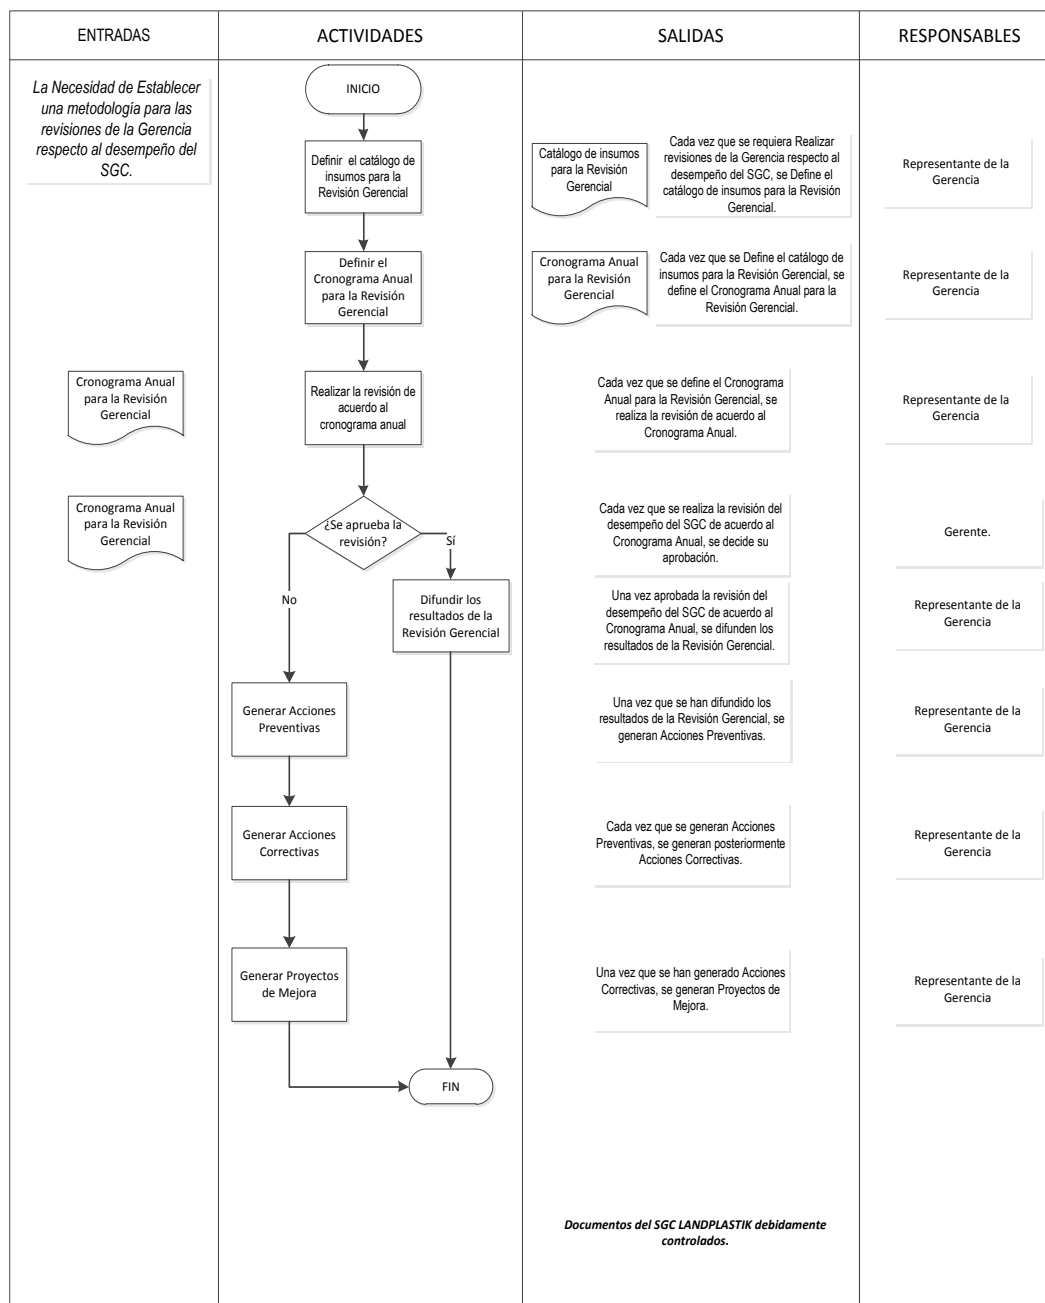 ENTRADAS
ACTIVIDADES
SALIDAS
RESPONSABLES
La Necesidad de Establecer
una metodología para las
revisiones de la Gerencia
respecto al desempeño del
SGC.
INICIO
Definir el catálogo de
insumos para la
Revisión Gerencial
Catálogo de insumos
para la Revisión
Gerencial
Cada vez que se requiera Realizar
revisiones de la Gerencia respecto al
desempeño del SGC, se Define el
catálogo de insumos para la Revisión
Gerencial.
Representante de la
Gerencia
Definir el
Cronograma Anual
para la Revisión
Gerencial
Cronograma Anual
para la Revisión
Gerencial
Cada vez que se Define el catálogo de
insumos para la Revisión Gerencial, se
define el Cronograma Anual para la
Revisión Gerencial.
Representante de la
Gerencia
Cronograma Anual
para la Revisión
Gerencial
Realizar la revisión de
acuerdo al
cronograma anual
Cada vez que se define el Cronograma
Anual para la Revisión Gerencial, se
realiza la revisión de acuerdo al
Cronograma Anual.
Representante de la
Gerencia
Cronograma Anual
para la Revisión
Gerencial
¿Se aprueba la
revisión?
Sí
No
Cada vez que se realiza la revisión del
desempeño del SGC de acuerdo al
Cronograma Anual, se decide su
aprobación.
Gerente.
Difundir los
resultados de la
Revisión Gerencial
Una vez aprobada la revisión del
desempeño del SGC de acuerdo al
Cronograma Anual, se difunden los
resultados de la Revisión Gerencial.
Representante de la
Gerencia
Generar Acciones
Preventivas
Una vez que se han difundido los
resultados de la Revisión Gerencial, se
generan Acciones Preventivas.
Representante de la
Gerencia
Generar Acciones
Correctivas
Cada vez que se generan Acciones
Preventivas, se generan posteriormente
Acciones Correctivas.
Representante de la
Gerencia
Generar Proyectos
de Mejora
Una vez que se han generado Acciones
Correctivas, se generan Proyectos de
Mejora.
Representante de la
Gerencia
FIN
Documentos del SGC LANDPLASTIK debidamente
controlados.